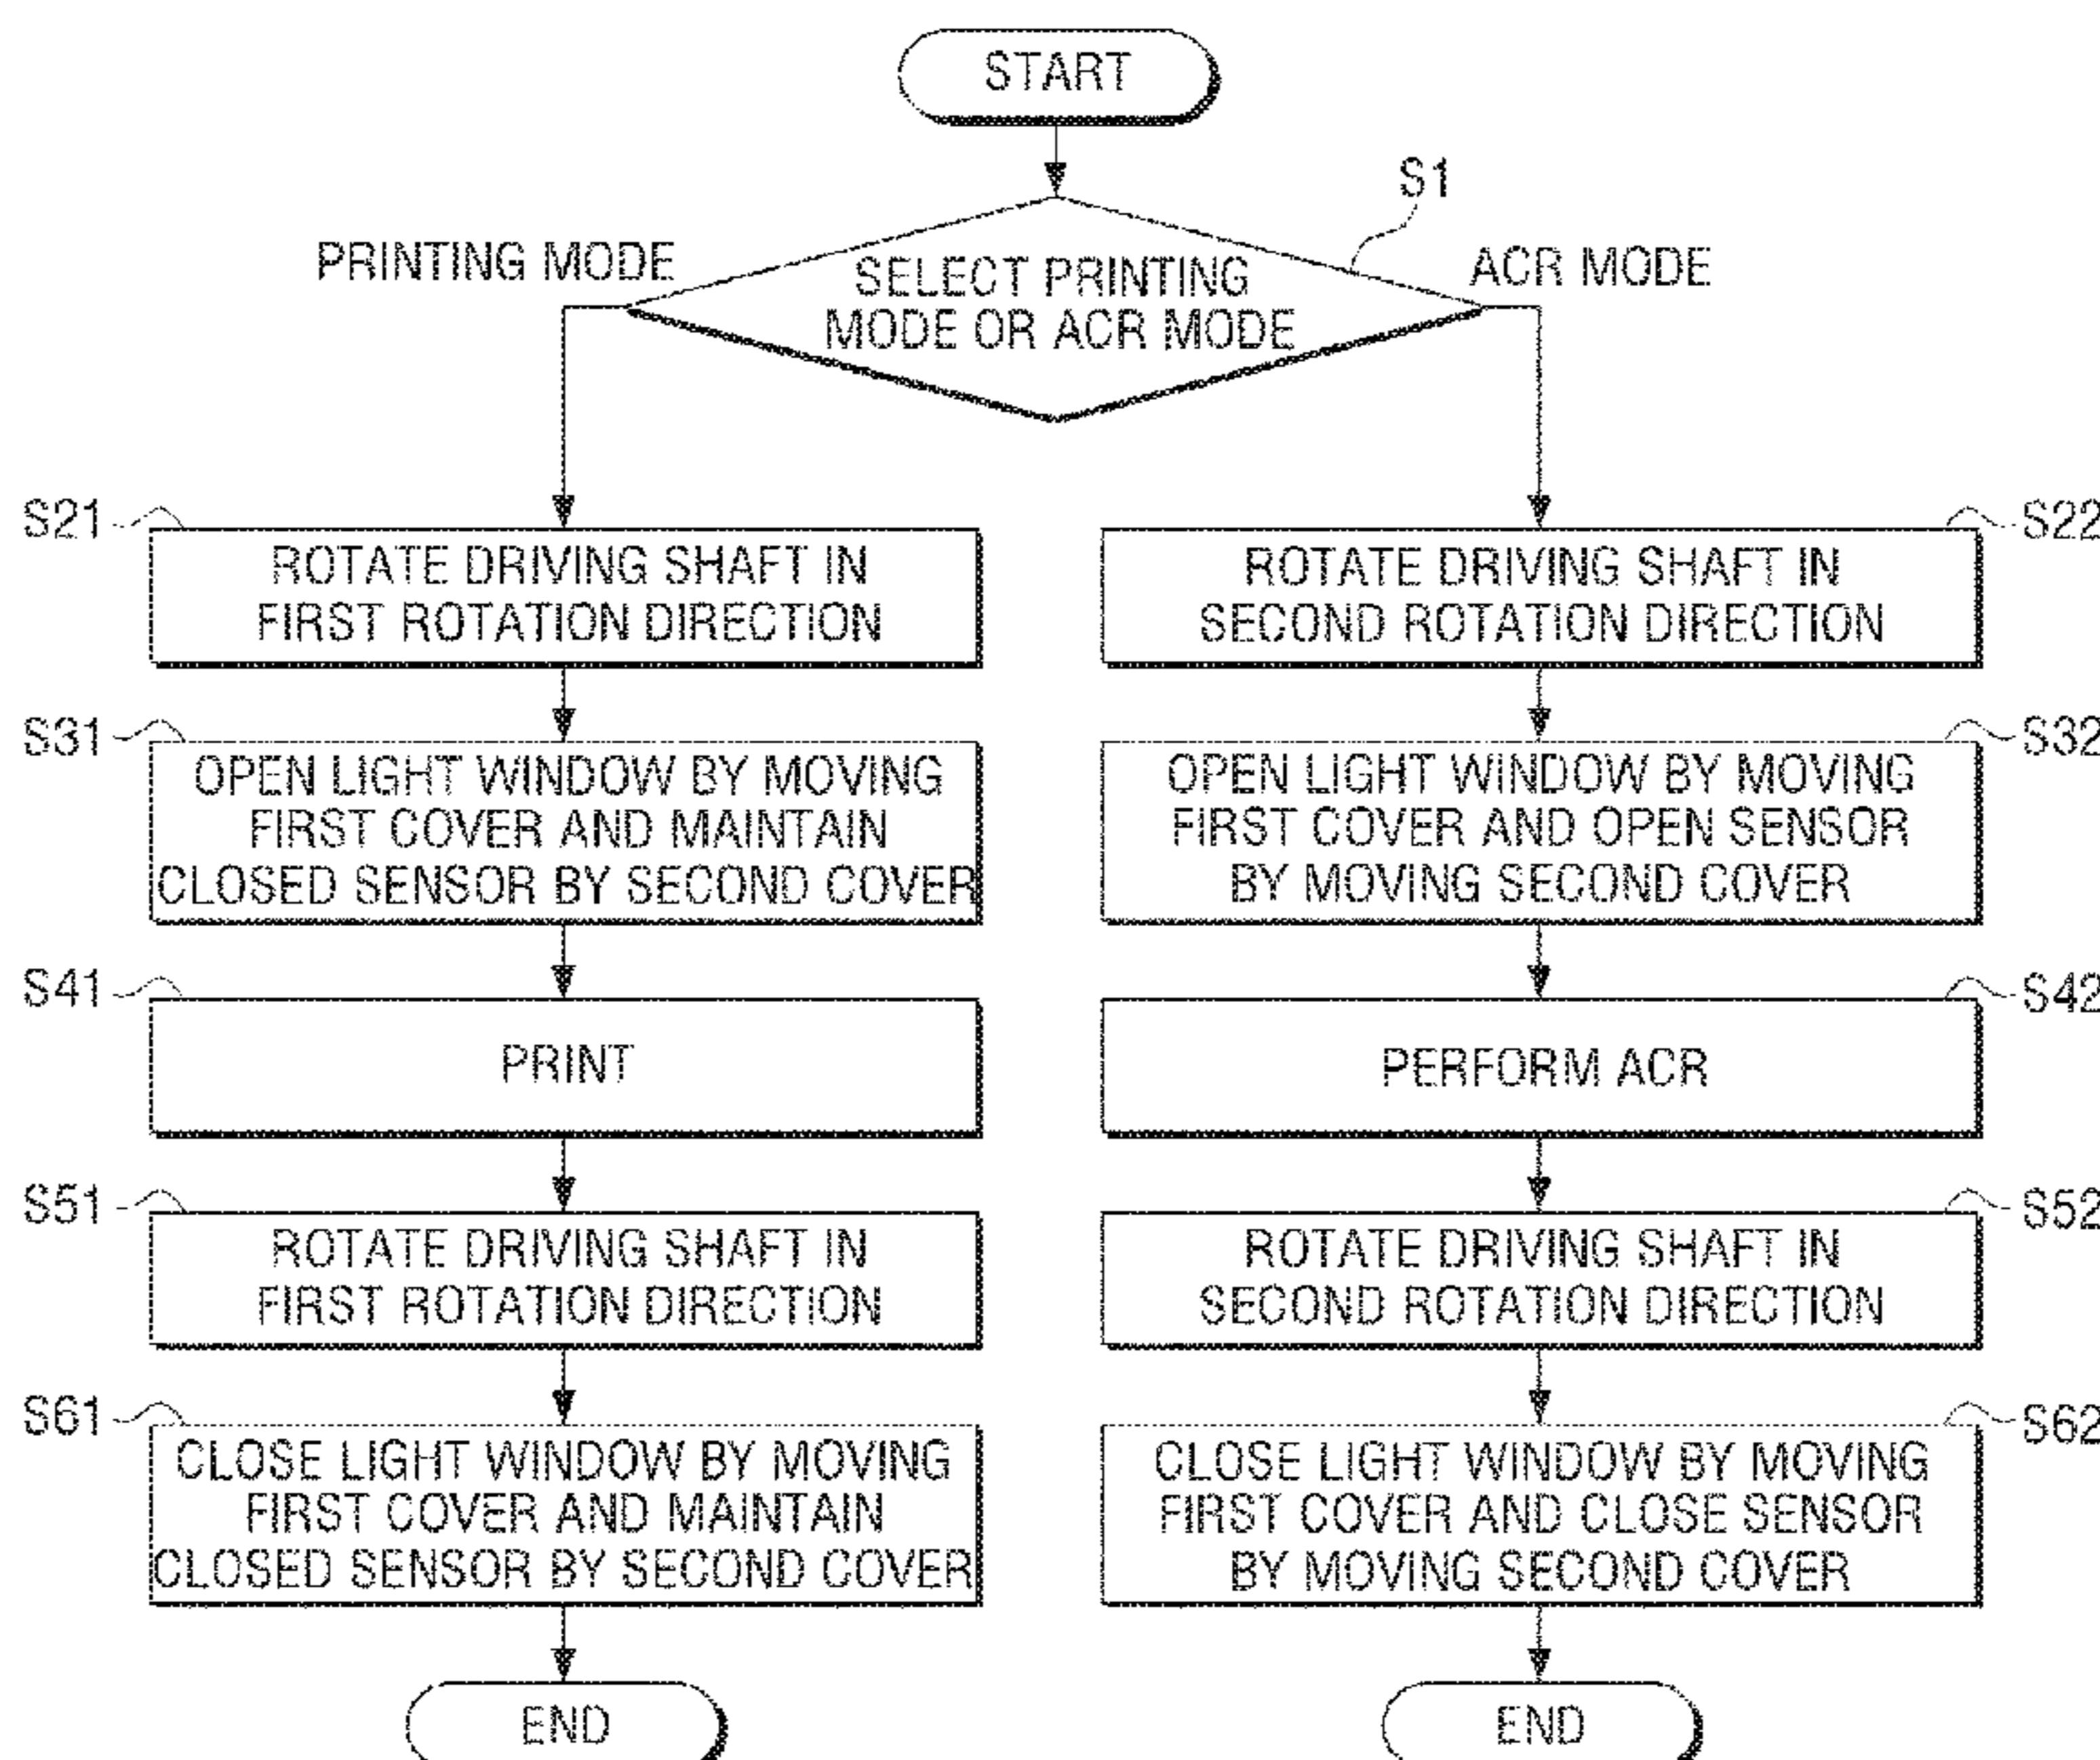 START
S1
PRINTING MODE
SELECT PRINTING
MODE OR ACR MODE
ACR MODE
S21
ROTATE DRIVING SHAFT IN
FIRST ROTATION DIRECTION
S22
ROTATE DRIVING SHAFT IN
SECOND ROTATION DIRECTION
S31
OPEN LIGHT WINDOW BY MOVING
FIRST COVER AND MAINTAIN
CLOSED SENSOR BY SECOND COVER
S32
OPEN LIGHT WINDOW BY MOVING
FIRST COVER AND OPEN SENSOR
BY MOVING SECOND COVER
S41
PRINT
S42
PERFORM ACR
S51
ROTATE DRIVING SHAFT IN
FIRST ROTATION DIRECTION
S52
ROTATE DRIVING SHAFT IN
SECOND ROTATION DIRECTION
S61
CLOSE LIGHT WINDOW BY MOVING
FIRST COVER AND MAINTAIN
CLOSED SENSOR BY SECOND COVER
S62
CLOSE LIGHT WINDOW BY MOVING
FIRST COVER AND CLOSE SENSOR
BY MOVING SECOND COVER
END
END